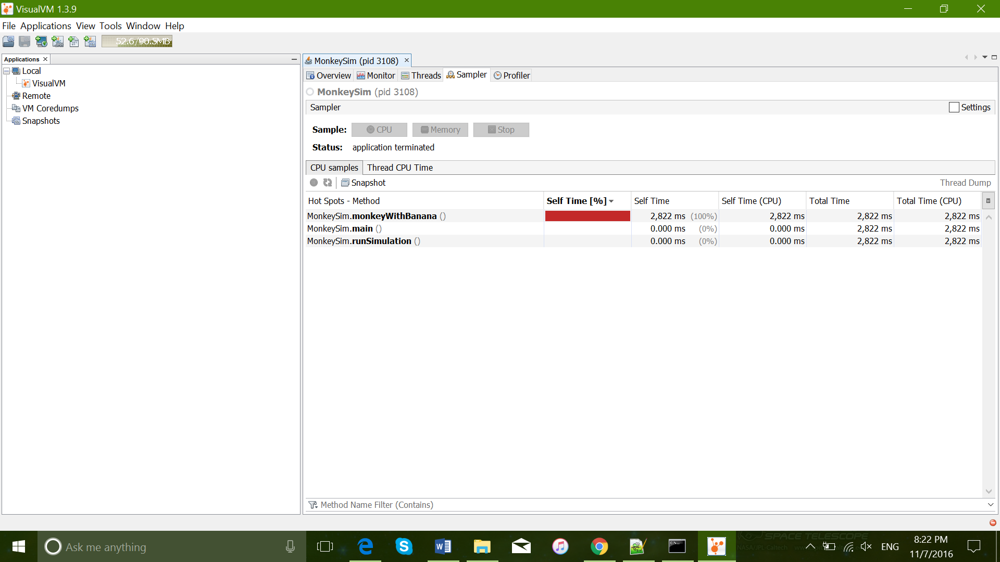 VisualVM 1.3.9
File Applications View Tools Window Help
52.6/90.5MB
Applications
Local
VisualVM
Remote
VM Coredumps
Snapshots
MonkeySim (pid 3108)
Overview Monitor Threads Sampler Profiler
MonkeySim (pid 3108)
Sampler Settings
Sample: CPU Memory Stop
Status: application terminated
CPU samples Thread CPU Time
Snapshot Thread Dump
Hot Spots - Method Self Time [%] Self Time Self Time (CPU) Total Time Total Time (CPU)
MonkeySim.monkeyWithBanana () 2,822 ms (100%) 2,822 ms 2,822 ms 2,822 ms
MonkeySim.main () 0.000 ms (0%) 0.000 ms 2,822 ms 2,822 ms
MonkeySim.runSimulation () 0.000 ms (0%) 0.000 ms 2,822 ms 2,822 ms
Method Name Filter (Contains)
Ask me anything
SPACE TELESCOPE
NASA/JPL-Caltech
ENG
8:22 PM
11/7/2016